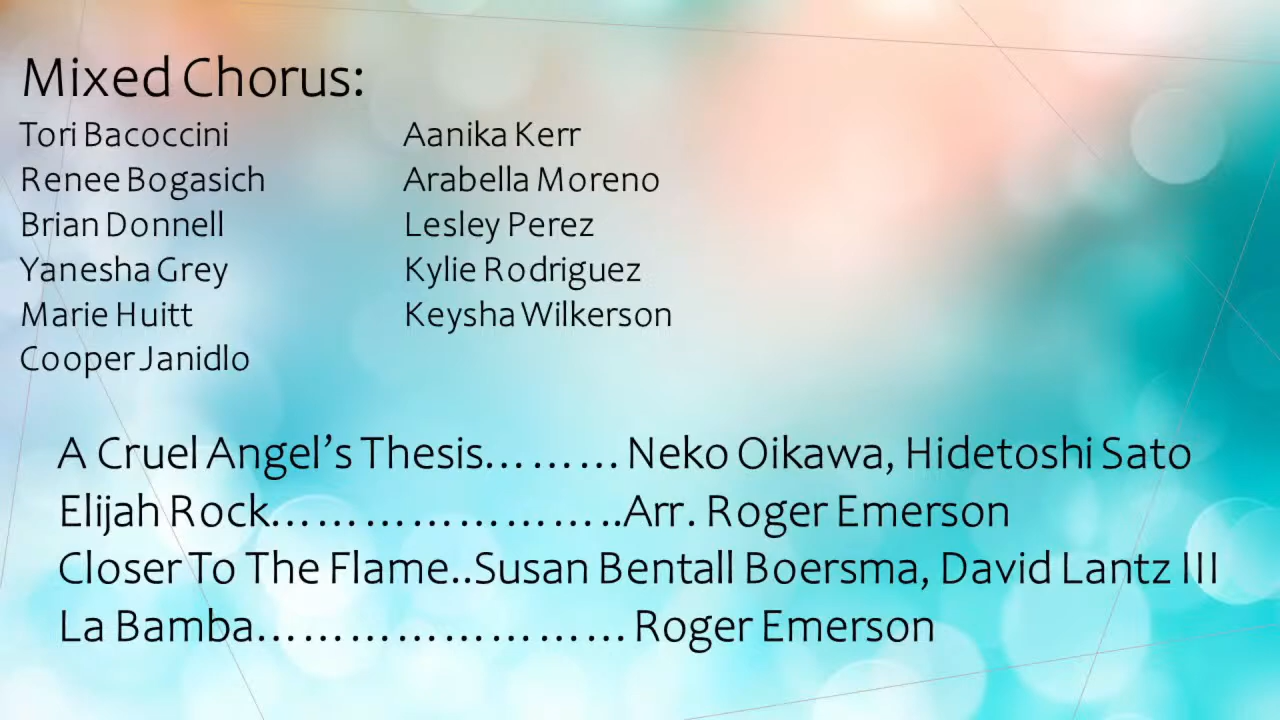 Mixed Chorus:
Tori Bacoccini
Renee Bogasich
Brian Donnell
Yanesha Grey
Marie Huitt
Cooper Janidlo
Aanika Kerr
Arabella Moreno
Lesley Perez
Kylie Rodriguez
Keysha Wilkerson
A Cruel Angel’s Thesis……… Neko Oikawa, Hidetoshi Sato
Elijah Rock…………………..Arr. Roger Emerson
Closer To The Flame..Susan Bentall Boersma, David Lantz III
La Bamba…………………… Roger Emerson